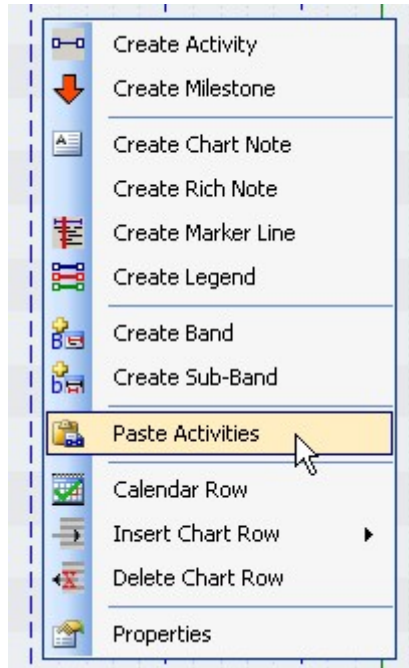 Create Activity
Create Milestone
Create Chart Note
Create Rich Note
Create Marker Line
Create Legend
Create Band
Create Sub-Band
Paste Activities
Calendar Row
Insert Chart Row
Delete Chart Row
Properties